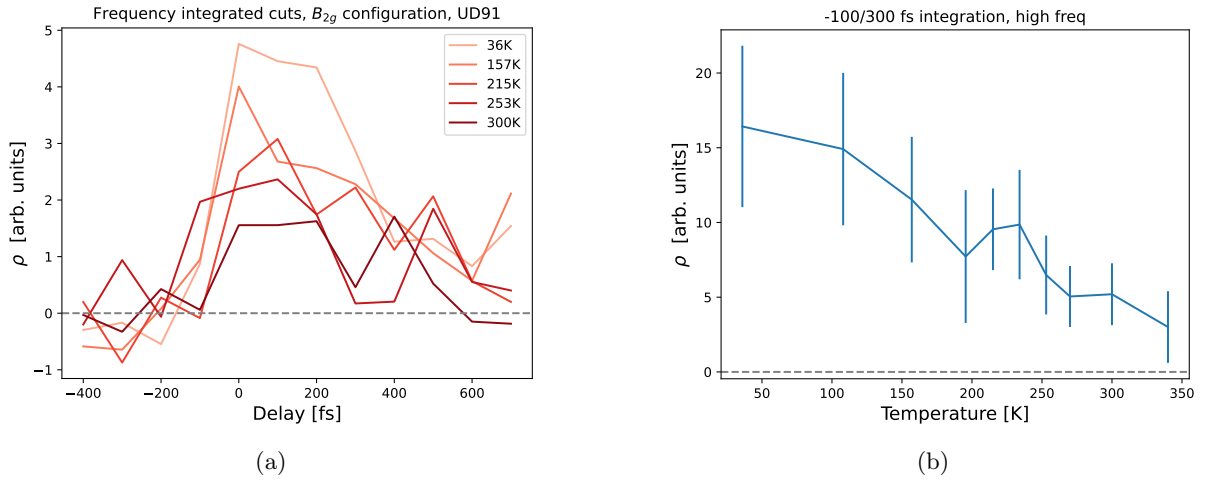 Frequency integrated cuts, B2g configuration, UD91
5
4
3
2
1
0
−1
ρ [arb. units]
36K
157K
215K
253K
300K
−400 −200 0 200 400 600
Delay [fs]
(a)
-100/300 fs integration, high freq
20
15
10
5
0
ρ [arb. units]
50 100 150 200 250 300 350
Temperature [K]
(b)